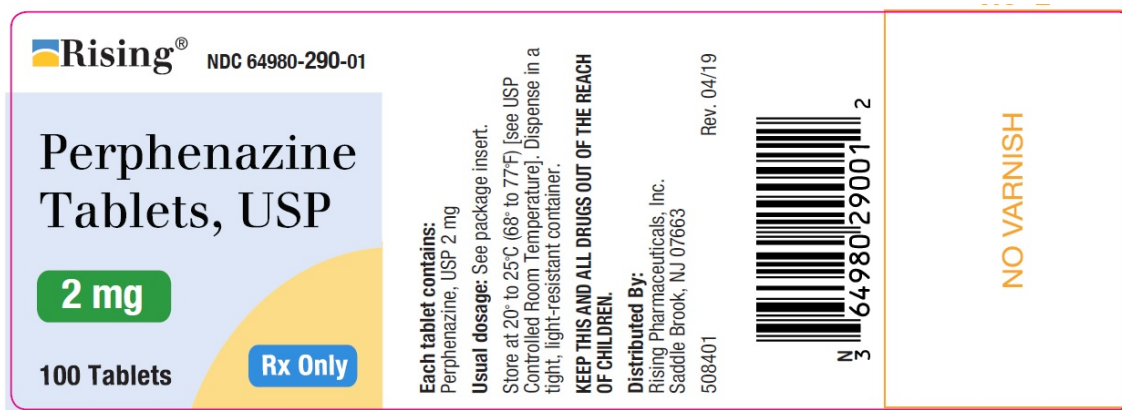 Rising®
NDC 64980-290-01
Perphenazine
Tablets, USP
2 mg
100 Tablets
Rx Only
Each tablet contains:
Perphenazine, USP 2 mg
Usual dosage: See package insert.
Store at 20° to 25°C (68° to 77°F) [see USP
Controlled Room Temperature]. Dispense in a
tight, light-resistant container.
KEEP THIS AND ALL DRUGS OUT OF THE REACH
OF CHILDREN.
Distributed By:
Rising Pharmaceuticals, Inc.
Saddle Brook, NJ 07663
508401 Rev. 04/19
N
3 64980 29001 2
NO VARNISH